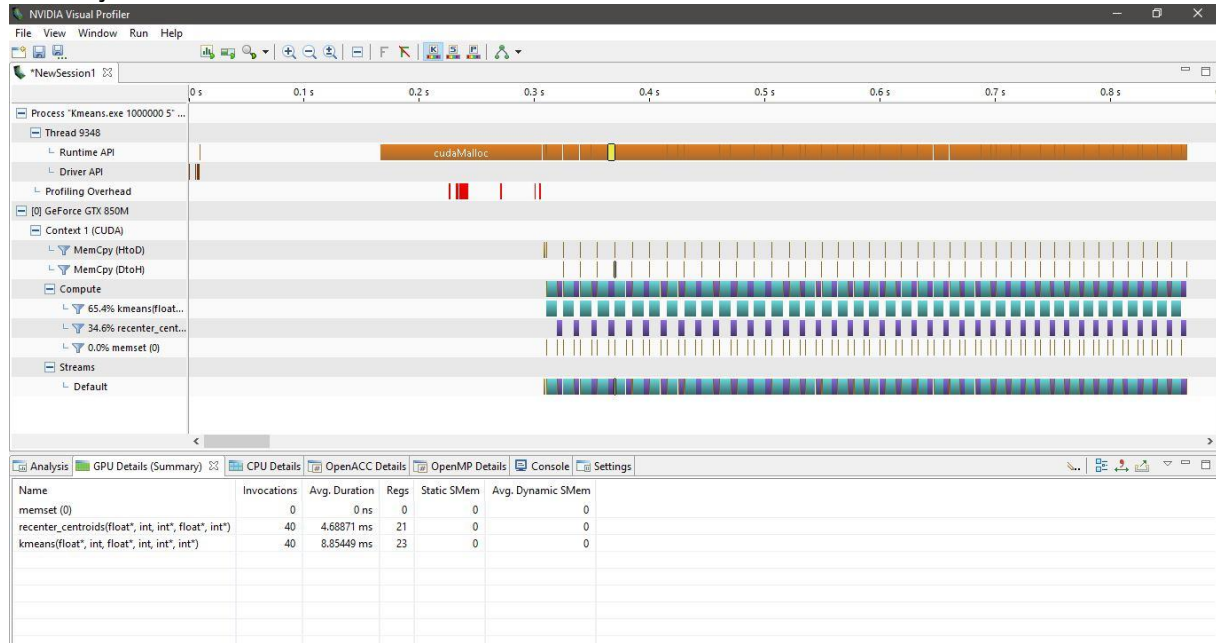 NVIDIA Visual Profiler
File View Window Run Help
*NewSession1
0 s 0.1 s 0.2 s 0.3 s 0.4 s 0.5 s 0.6 s 0.7 s 0.8 s
Process "Kmeans.exe 1000000 5" ...
Thread 9348
Runtime API cudaMalloc
Driver API
Profiling Overhead
[0] GeForce GTX 850M
Context 1 (CUDA)
MemCpy (HtoD)
MemCpy (DtoH)
Compute
65.4% kmeans(float...
34.6% recenter_cent...
0.0% memset (0)
Streams
Default
Analysis GPU Details (Summary) CPU Details OpenACC Details OpenMP Details Console Settings
Name Invocations Avg. Duration Regs Static SMem Avg. Dynamic SMem
memset (0) 0 0 ns 0 0 0
recenter_centroids(float*, int, int*, float*, int*) 40 4.68871 ms 21 0 0
kmeans(float*, int, float*, int, int*, int*) 40 8.85449 ms 23 0 0